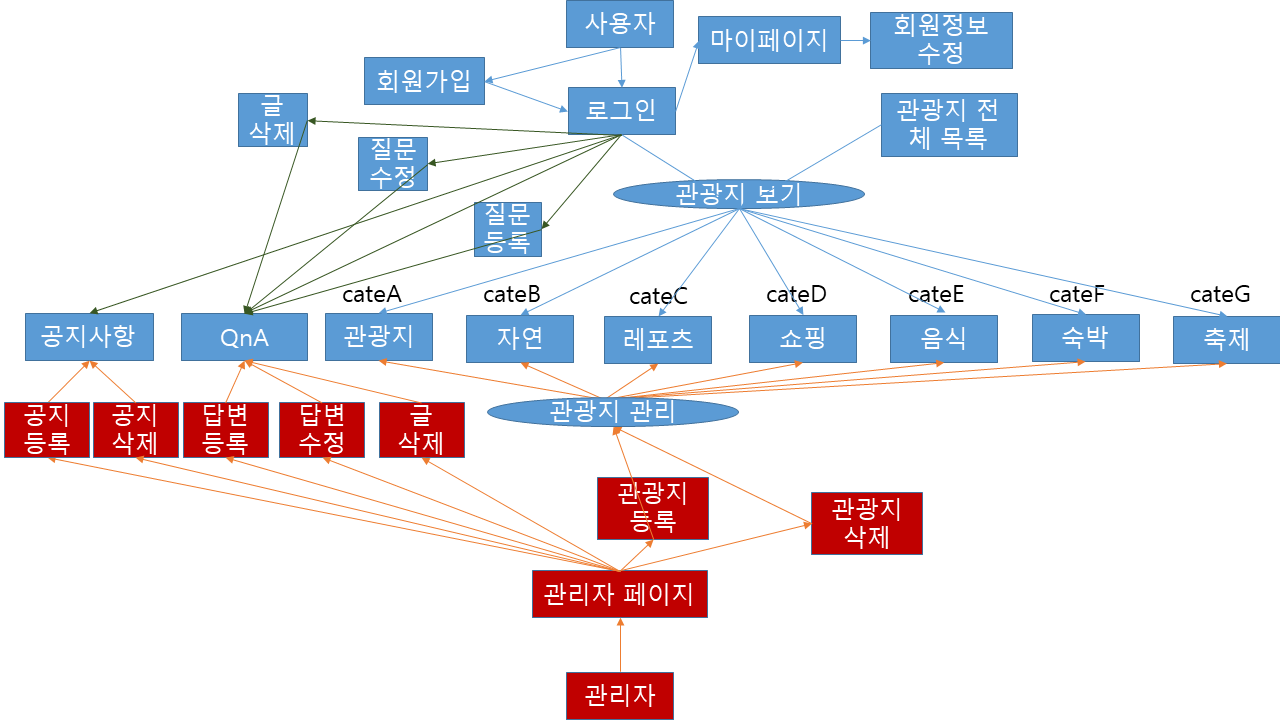 사용자
마이페이지
회원정보
수정
회원가입
로그인
글
삭제
관광지 전
체 목록
질문
수정
관광지 보기
질문
등록
cateA
cateB
cateC
cateD
cateE
cateF
cateG
공지사항
QnA
관광지
자연
레포츠
쇼핑
음식
숙박
축제
공지
등록
공지
삭제
답변
등록
답변
수정
글
삭제
관광지 관리
관광지
등록
관광지
삭제
관리자 페이지
관리자